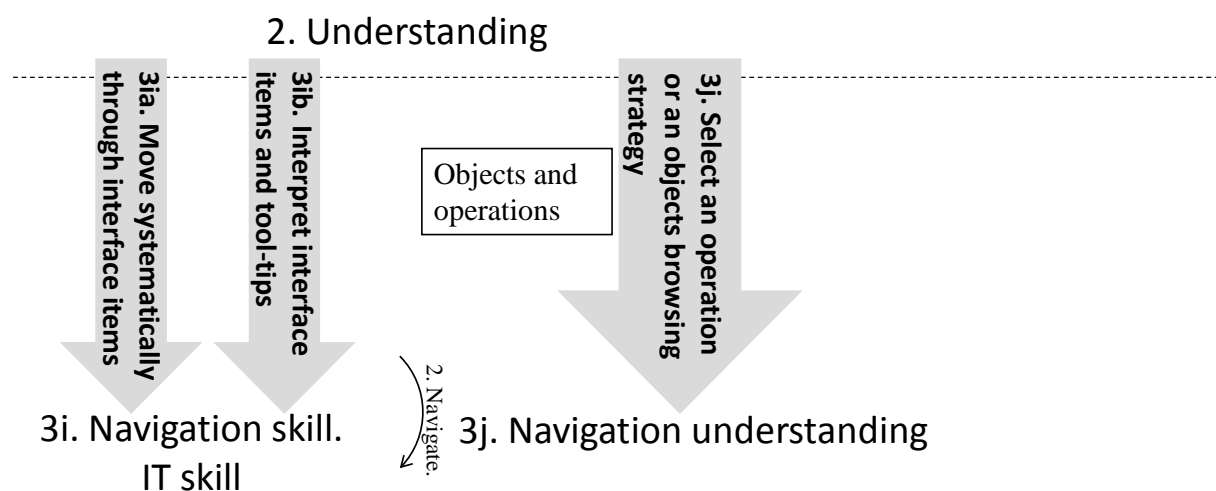 2. Understanding
3ia. Move systematically
through interface items
3ib. Interpret interface
items and tool-tips
Objects and
operations
3j. Select an operation
or an objects browsing
strategy
2. Navigate.
3i. Navigation skill.
IT skill
3j. Navigation understanding